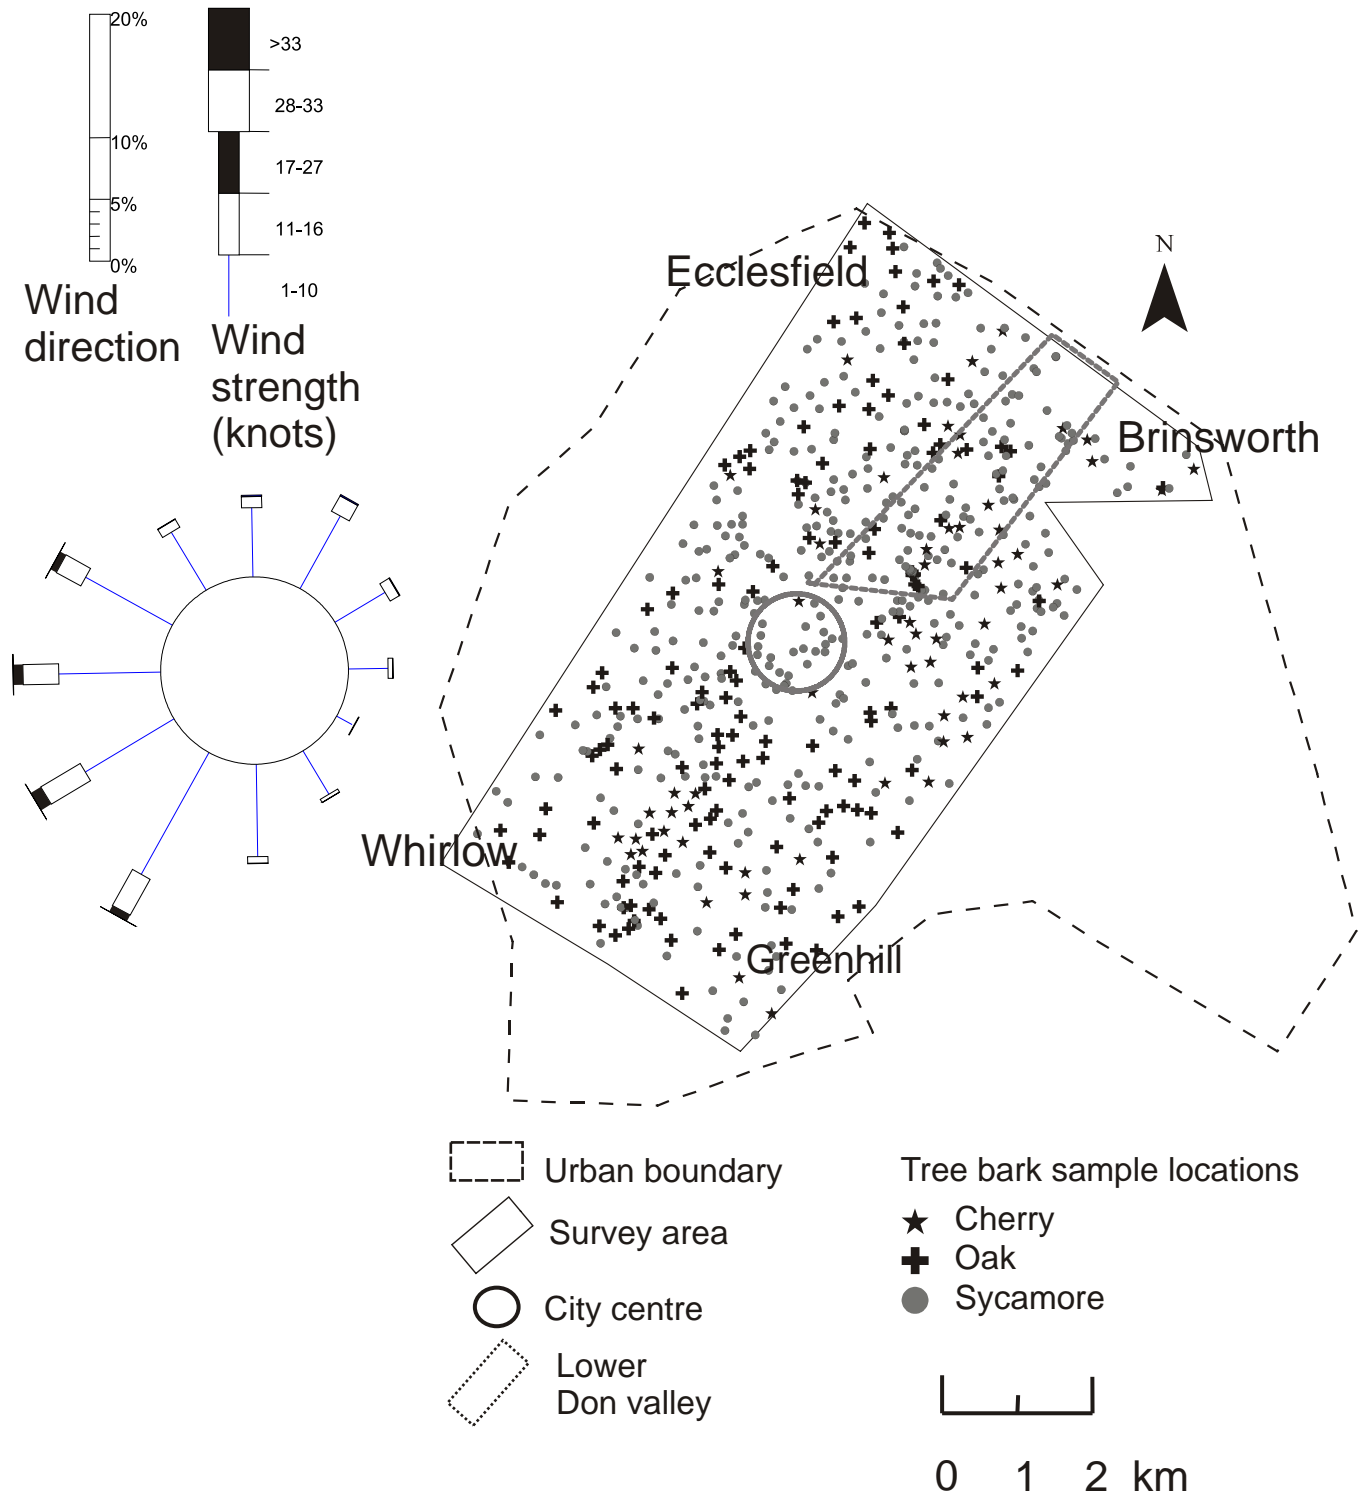 20%
10%
5%
0%
Wind
direction
>33
28-33
17-27
11-16
1-10
Wind
strength
(knots)
N
Ecclesfield
Brinsworth
Whirlow
Greenhill
Urban boundary
Survey area
City centre
Lower
Don valley
Tree bark sample locations
Cherry
Oak
Sycamore
0 1 2 km